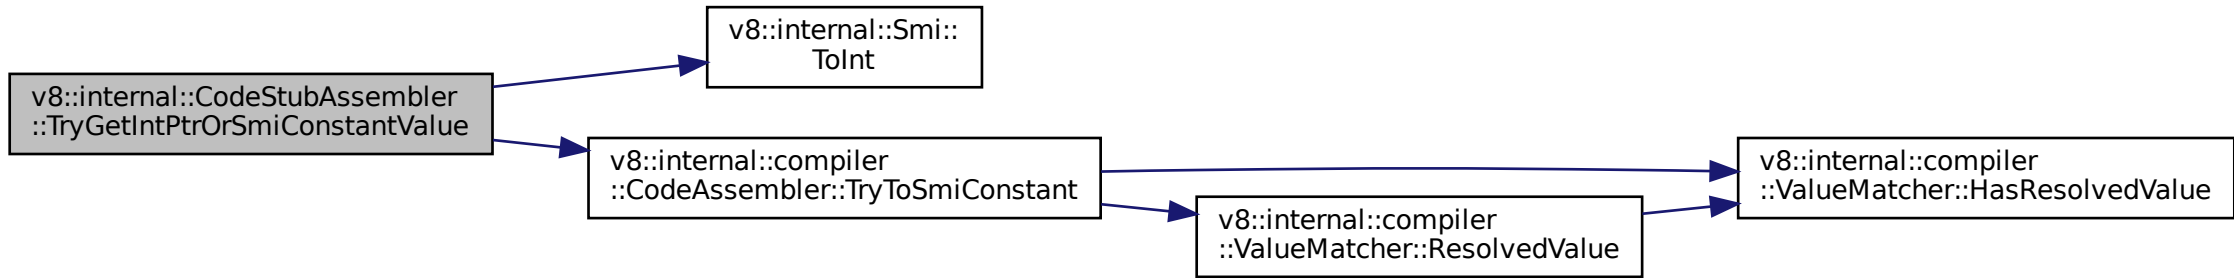 v8::internal::CodeStubAssembler
::TryGetIntPtrOrSmiConstantValue
v8::internal::Smi::
ToInt
v8::internal::compiler
::CodeAssembler::TryToSmiConstant
v8::internal::compiler
::ValueMatcher::ResolvedValue
v8::internal::compiler
::ValueMatcher::HasResolvedValue